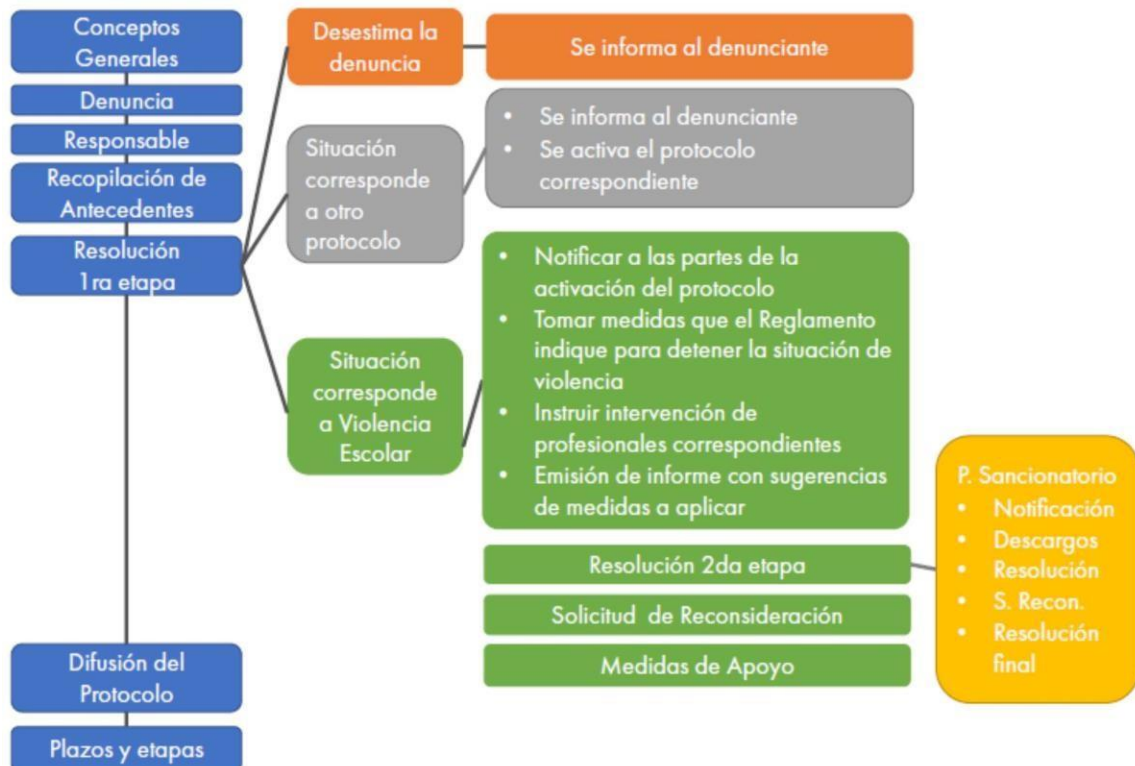 Conceptos
Generales
Denuncia
Responsable
Recopilación de
Antecedentes
Resolución
1ra etapa
Desestima la
denuncia
Se informa al denunciante
Situación
corresponde
a otro
protocolo
• Se informa al denunciante
• Se activa el protocolo
correspondiente
Situación
corresponde
a Violencia
Escolar
• Notificar a las partes de la
activación del protocolo
• Tomar medidas que el Reglamento
indique para detener la situación de
violencia
• Instruir intervención de
profesionales correspondientes
• Emisión de informe con sugerencias
de medidas a aplicar
Resolución 2da etapa
Solicitud de Reconsideración
Medidas de Apoyo
P. Sancionatorio
• Notificación
• Descargos
• Resolución
• S. Recon.
• Resolución
final
Difusión del
Protocolo
Plazos y etapas